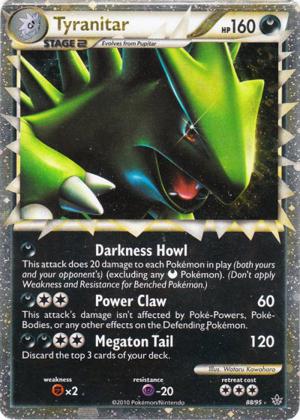 Tyranitar HP160
STAGE 2 Evolves from Pupitar
Darkness Howl
This attack does 20 damage to each Pokémon in play (both yours
and your opponent's) (excluding any Pokémon). (Don't apply
Weakness and Resistance for Benched Pokémon.)
Power Claw 60
This attack's damage isn't affected by Poké-Powers, Poké-
Bodies, or any other effects on the Defending Pokémon.
Megaton Tail 120
Discard the top 3 cards of your deck.
Illus. Wataru Kawahara
weakness resistance retreat cost
×2 -20
©2010 Pokémon/Nintendo 88/95